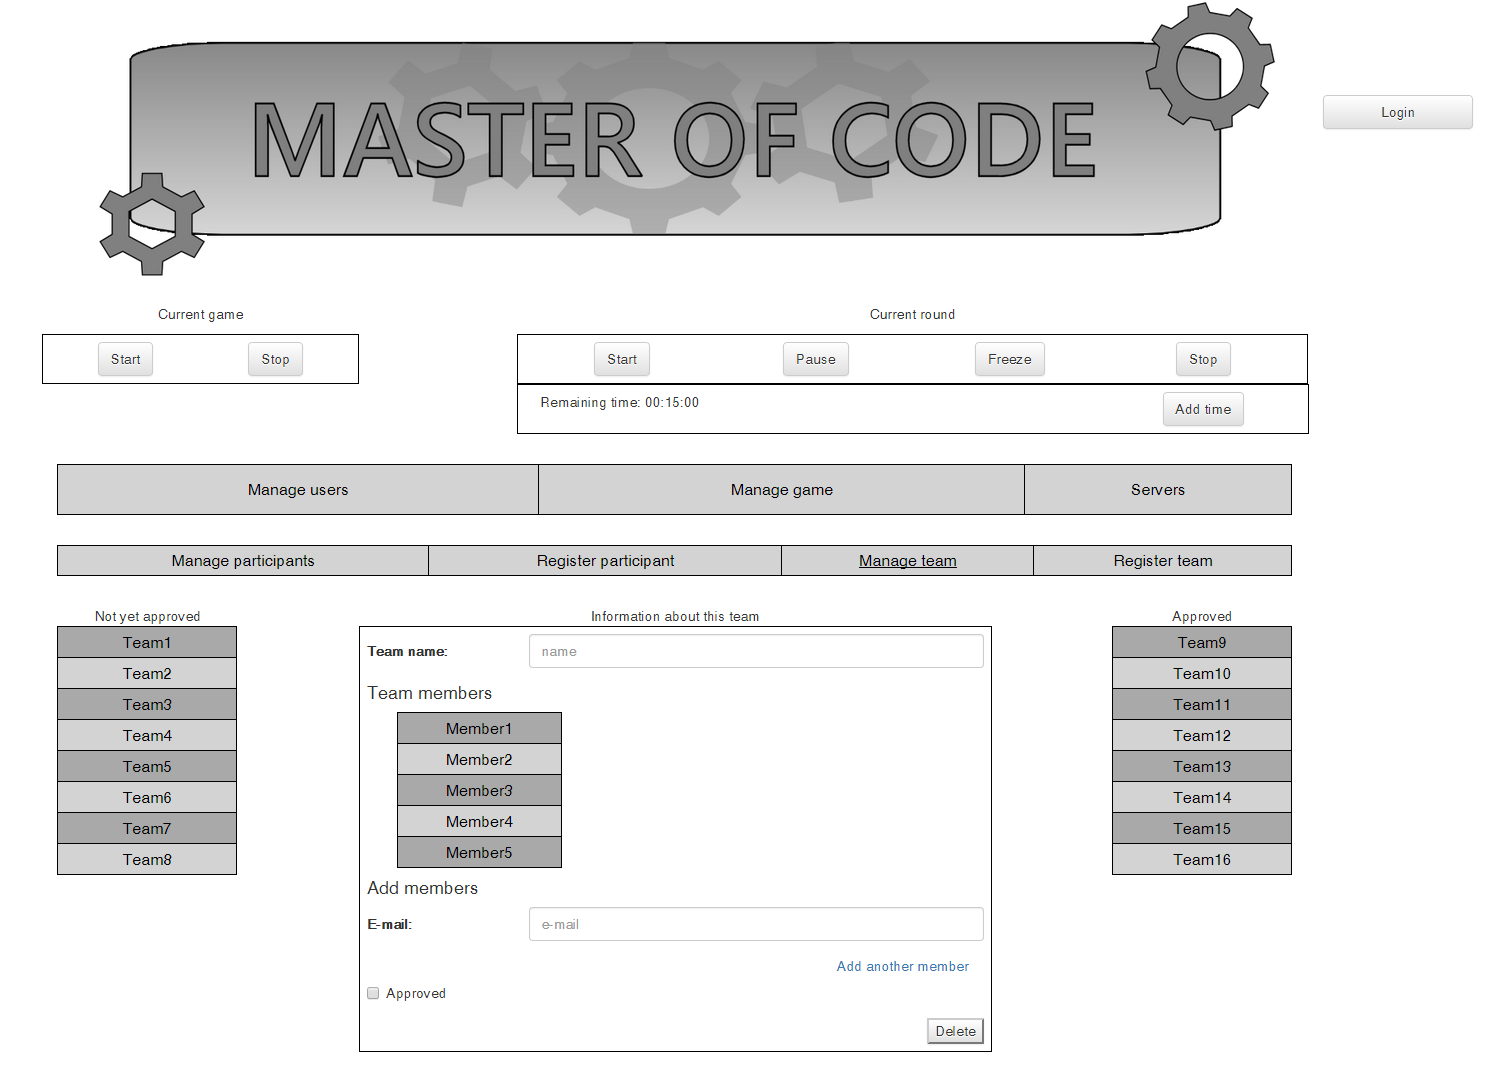 MASTER OF CODE
Login
Current game
Start Stop
Current round
Start Pause Freeze Stop
Remaining time: 00:15:00 Add time
Manage users Manage game Servers
Manage participants Register participant Manage team Register team
Not yet approved
Team1
Team2
Team3
Team4
Team5
Team6
Team7
Team8
Information about this team
Team name: name
Team members
Member1
Member2
Member3
Member4
Member5
Add members
E-mail: e-mail
Add another member
Approved
Delete
Approved
Team9
Team10
Team11
Team12
Team13
Team14
Team15
Team16